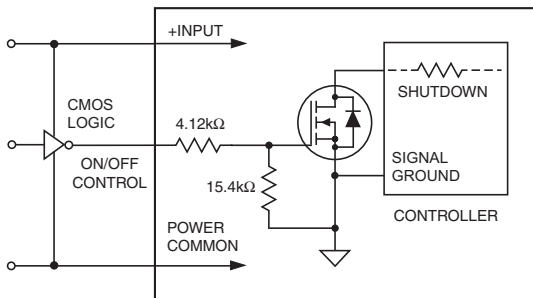 +INPUT
CMOS
LOGIC
4.12kΩ
SHUTDOWN
ON/OFF
CONTROL
15.4kΩ
SIGNAL
GROUND
CONTROLLER
POWER
COMMON